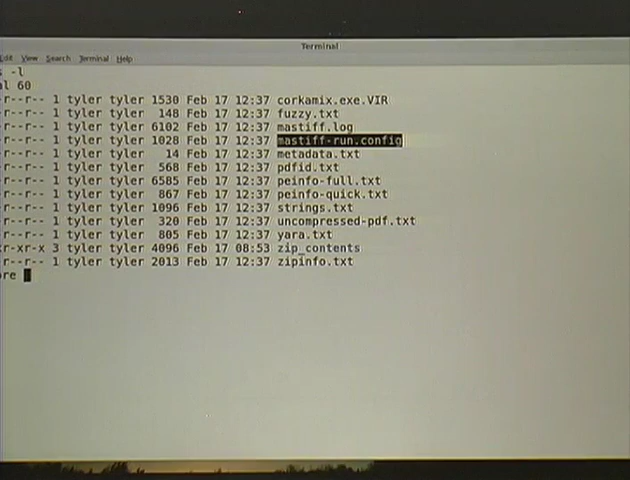 Terminal
Edit View Search Terminal Help
s -l
al 60
-r--r-- 1 tyler tyler 1530 Feb 17 12:37 corkamix.exe.VIR
-r--r-- 1 tyler tyler 148 Feb 17 12:37 fuzzy.txt
-r--r-- 1 tyler tyler 6102 Feb 17 12:37 mastiff.log
-r--r-- 1 tyler tyler 1028 Feb 17 12:37 mastiff-run.config
-r--r-- 1 tyler tyler 14 Feb 17 12:37 metadata.txt
-r--r-- 1 tyler tyler 568 Feb 17 12:37 pdfid.txt
-r--r-- 1 tyler tyler 6585 Feb 17 12:37 peinfo-full.txt
-r--r-- 1 tyler tyler 867 Feb 17 12:37 peinfo-quick.txt
-r--r-- 1 tyler tyler 1096 Feb 17 12:37 strings.txt
-r--r-- 1 tyler tyler 320 Feb 17 12:37 uncompressed-pdf.txt
-r--r-- 1 tyler tyler 805 Feb 17 12:37 yara.txt
xr-xr-x 3 tyler tyler 4096 Feb 17 08:53 zip_contents
-r--r-- 1 tyler tyler 2013 Feb 17 12:37 zipinfo.txt
ore